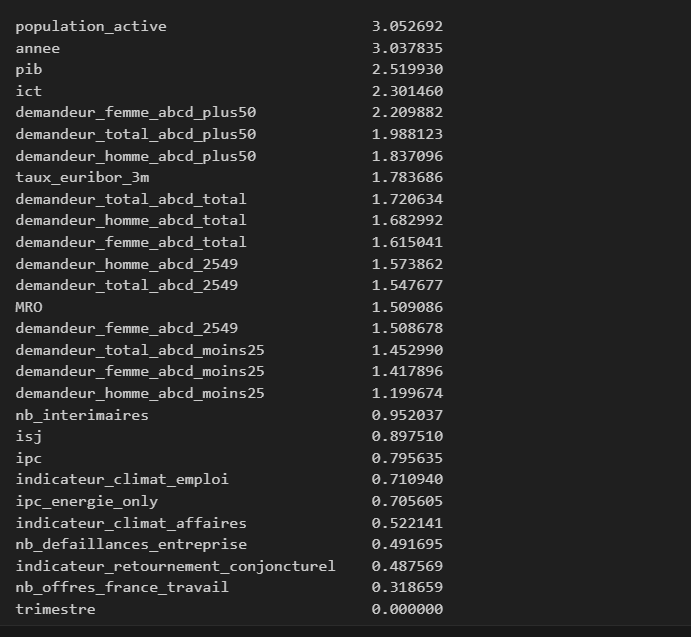 population_active 3.052692
annee 3.037835
pib 2.519930
ict 2.301460
demandeur_femme_abcd_plus50 2.209882
demandeur_total_abcd_plus50 1.988123
demandeur_homme_abcd_plus50 1.837096
taux_euribor_3m 1.783686
demandeur_total_abcd_total 1.720634
demandeur_homme_abcd_total 1.682992
demandeur_femme_abcd_total 1.615041
demandeur_homme_abcd_2549 1.573862
demandeur_total_abcd_2549 1.547677
MRO 1.509086
demandeur_femme_abcd_2549 1.508678
demandeur_total_abcd_moins25 1.452990
demandeur_femme_abcd_moins25 1.417896
demandeur_homme_abcd_moins25 1.199674
nb_interimaires 0.952037
isj 0.897510
ipc 0.795635
indicateur_climat_emploi 0.710940
ipc_energie_only 0.705605
indicateur_climat_affaires 0.522141
nb_defaillances_entreprise 0.491695
indicateur_retournement_conjoncturel 0.487569
nb_offres_france_travail 0.318659
trimestre 0.000000